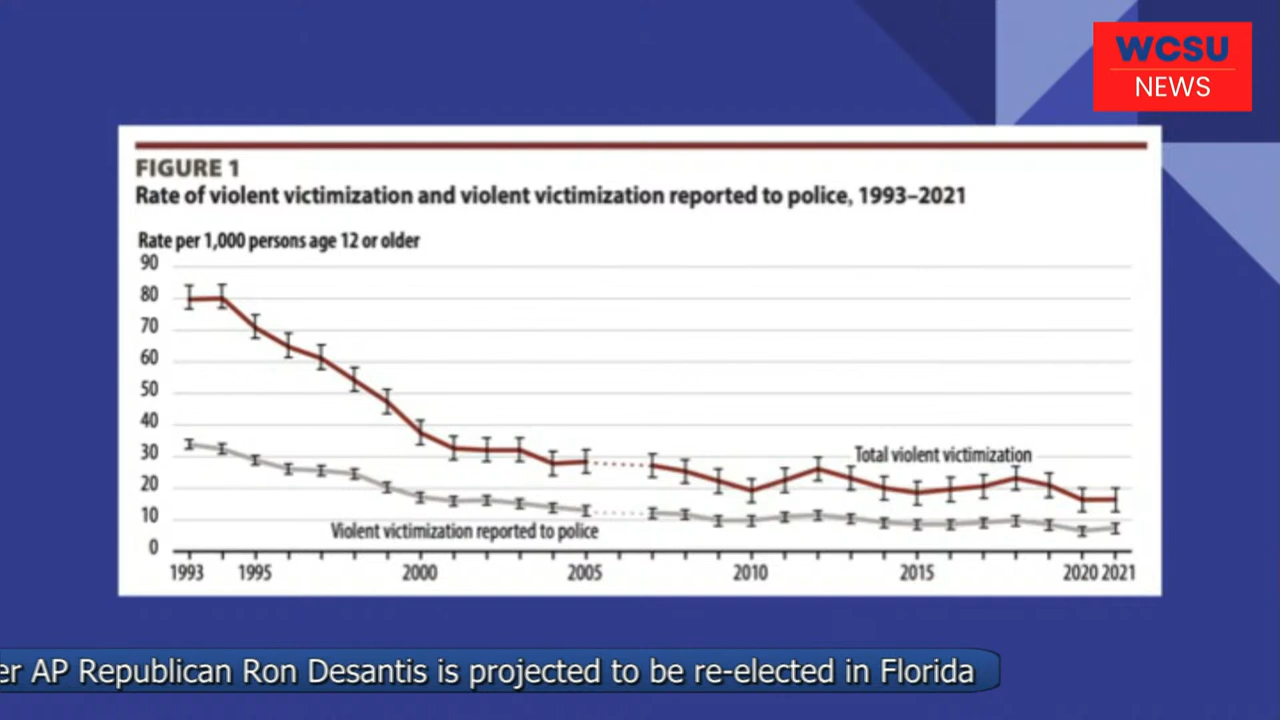 WCSU
NEWS
FIGURE 1
Rate of violent victimization and violent victimization reported to police, 1993–2021
Rate per 1,000 persons age 12 or older
90
80
70
60
50
40
30
20
10
0
Total violent victimization
Violent victimization reported to police
1993 1995 2000 2005 2010 2015 2020 2021
AP Republican Ron Desantis is projected to be re-elected in Florida